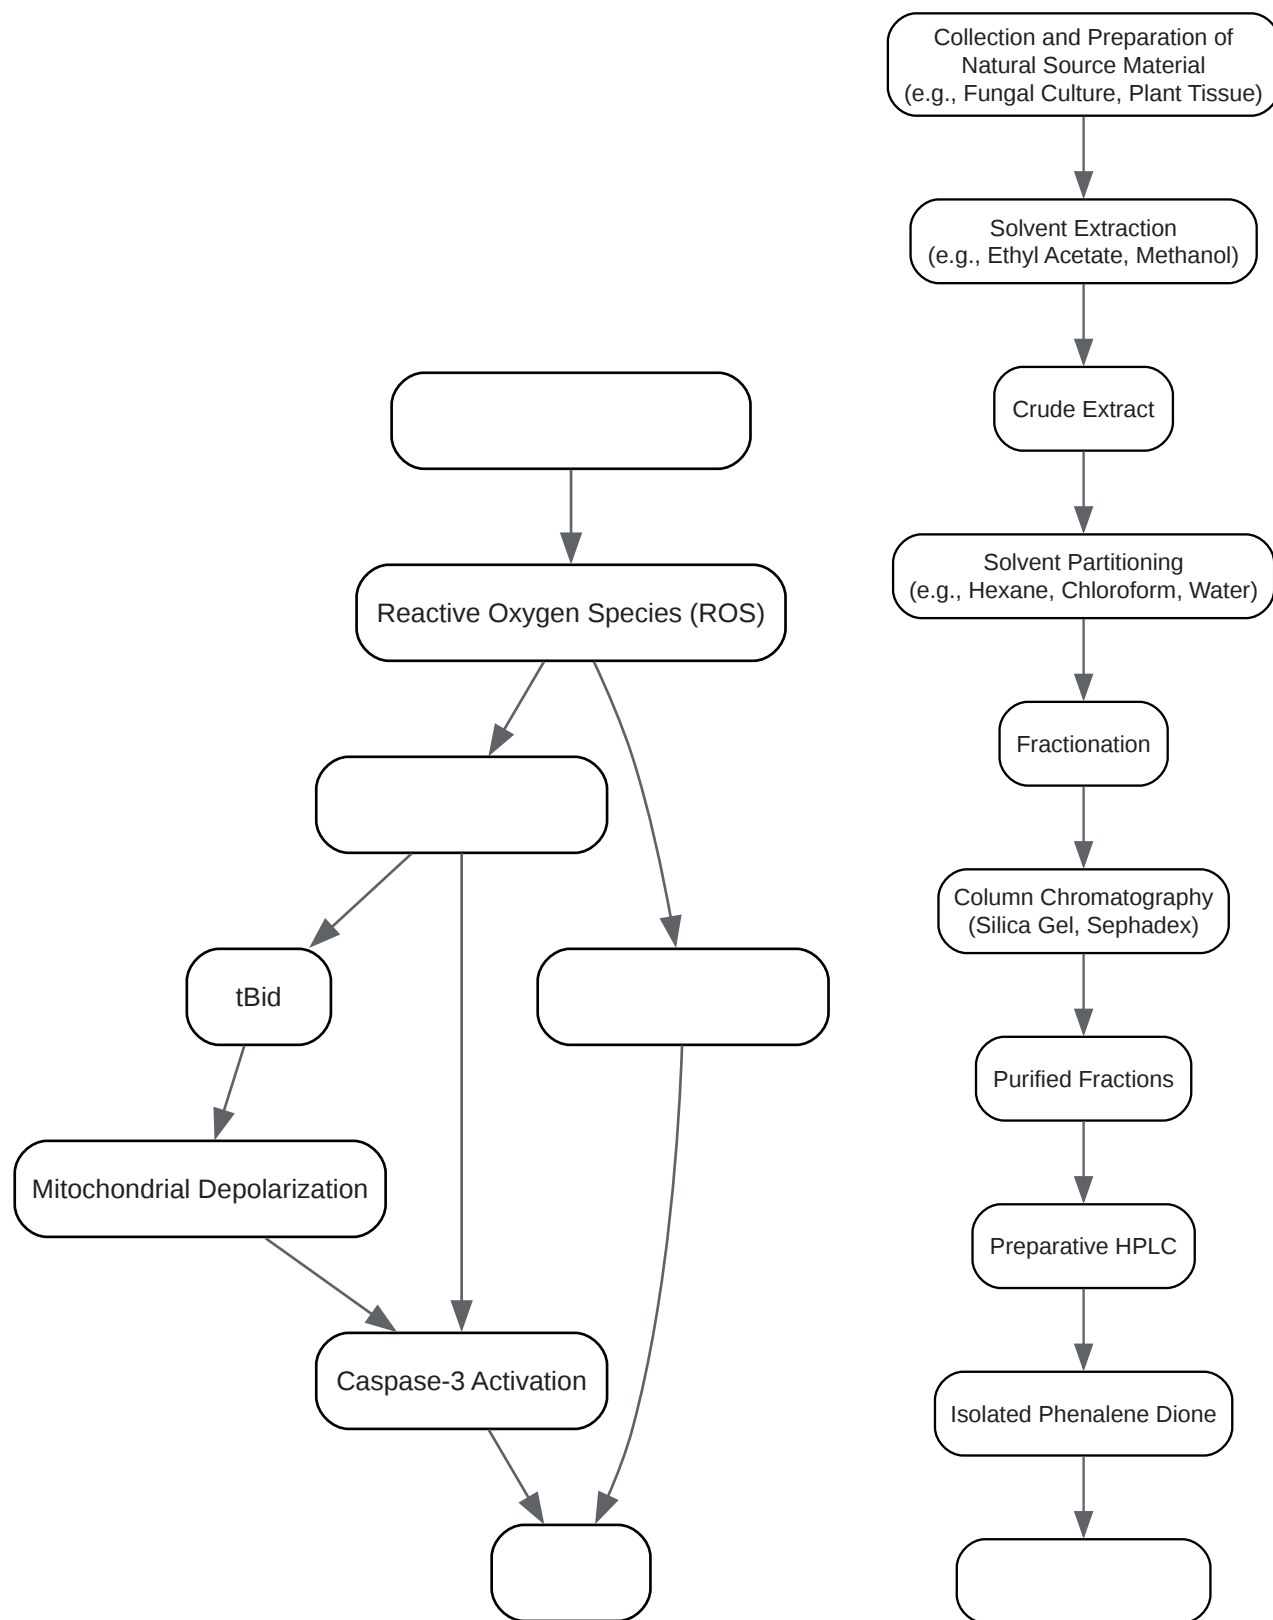 Reactive Oxygen Species (ROS)
tBid
Mitochondrial Depolarization
Caspase-3 Activation
Collection and Preparation of
Natural Source Material
(e.g., Fungal Culture, Plant Tissue)
Solvent Extraction
(e.g., Ethyl Acetate, Methanol)
Crude Extract
Solvent Partitioning
(e.g., Hexane, Chloroform, Water)
Fractionation
Column Chromatography
(Silica Gel, Sephadex)
Purified Fractions
Preparative HPLC
Isolated Phenalene Dione